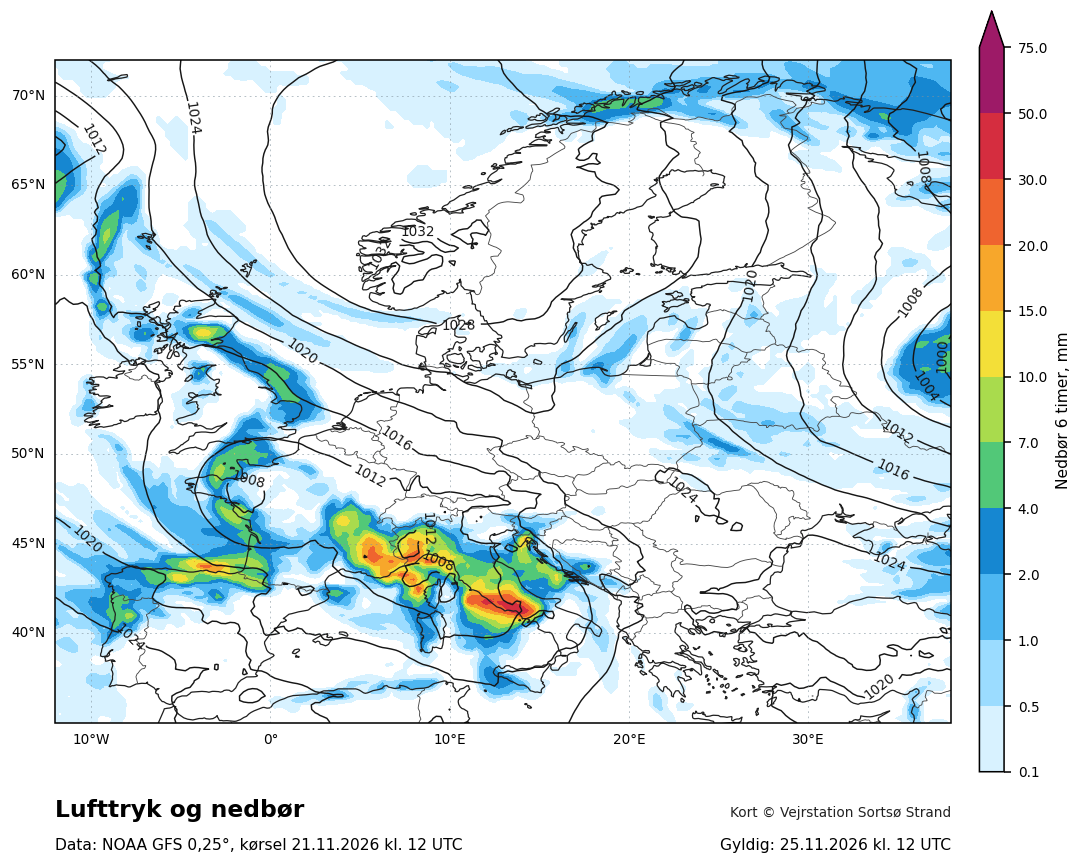 75.0
50.0
30.0
20.0
15.0
10.0
7.0
4.0
2.0
1.0
0.5
0.1
Nedbør 6 timer, mm
70°N
65°N
60°N
55°N
50°N
45°N
40°N
10°W
0°
10°E
20°E
30°E
1012
1024
1008
1032
1032
1020
1008
1028
1020
1000
1004
1016
1012
1012
1016
1008
1024
1020
1012
1008
1024
1024
1020
Lufttryk og nedbør
Kort © Vejrstation Sortsø Strand
Data: NOAA GFS 0,25°, kørsel 21.11.2026 kl. 12 UTC
Gyldig: 25.11.2026 kl. 12 UTC